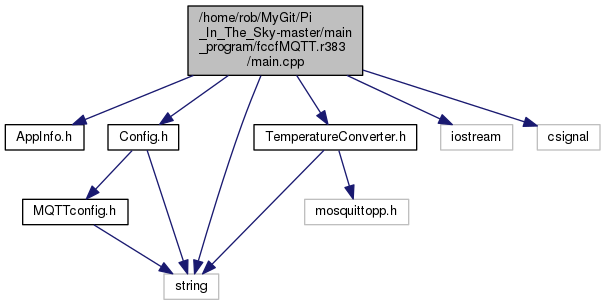 /home/rob/MyGit/Pi
_In_The_Sky-master/main
_program/fccfMQTT.r383
/main.cpp
AppInfo.h
Config.h
TemperatureConverter.h
iostream
csignal
MQTTconfig.h
mosquittopp.h
string